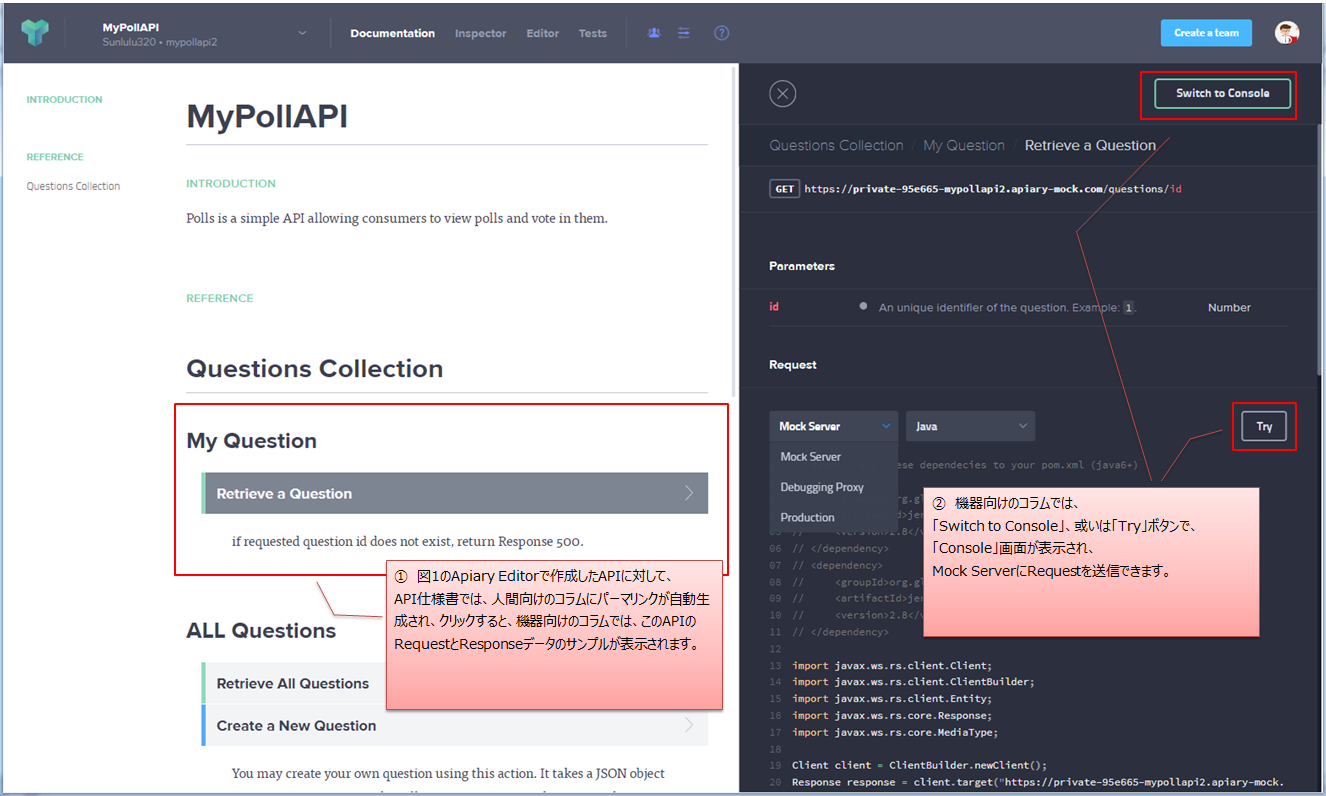 MyPollAPI
Sunlulu320 • mypollapi2
Documentation
Inspector
Editor
Tests
?
Create a team
INTRODUCTION
REFERENCE
Questions Collection
MyPollAPI
INTRODUCTION
Polls is a simple API allowing consumers to view polls and vote in them.
REFERENCE
Questions Collection
My Question
Retrieve a Question
if requested question id does not exist, return Response 500.
① 図1のApiary Editorで作成したAPIに対して、
API仕様書では、人間向けのコラムにパーマリンクが自動生
成され、クリックすると、機器向けのコラムでは、このAPIの
RequestとResponseデータのサンプルが表示されます。
ALL Questions
Retrieve All Questions
Create a New Question
You may create your own question using this action. It takes a JSON object
Switch to Console
Questions Collection / My Question / Retrieve a Question
GET https://private-95e665-mypollapi2.apiary-mock.com/questions/id
Parameters
id
An unique identifier of the question. Example: 1.
Number
Request
Mock Server
Java
Try
Mock Server
Debugging Proxy
Production
② 機器向けのコラムでは、
「Switch to Console」、或いは「Try」ボタンで、
「Console」画面が表示され、
Mock ServerにRequestを送信できます。
dependecies to your pom.xml (java6+)
05 // <version>2.8</v
06 // </dependency>
07 // <dependency>
08 // <groupId>org.gl
09 // <artifactId>jer
10 // <version>2.8</v
11 // </dependency>
12
13 import javax.ws.rs.client.Client;
14 import javax.ws.rs.client.ClientBuilder;
15 import javax.ws.rs.client.Entity;
16 import javax.ws.rs.core.Response;
17 import javax.ws.rs.core.MediaType;
18
19 Client client = ClientBuilder.newClient();
20 Response response = client.target("https://private-95e665-mypollapi2.apiary-mock.